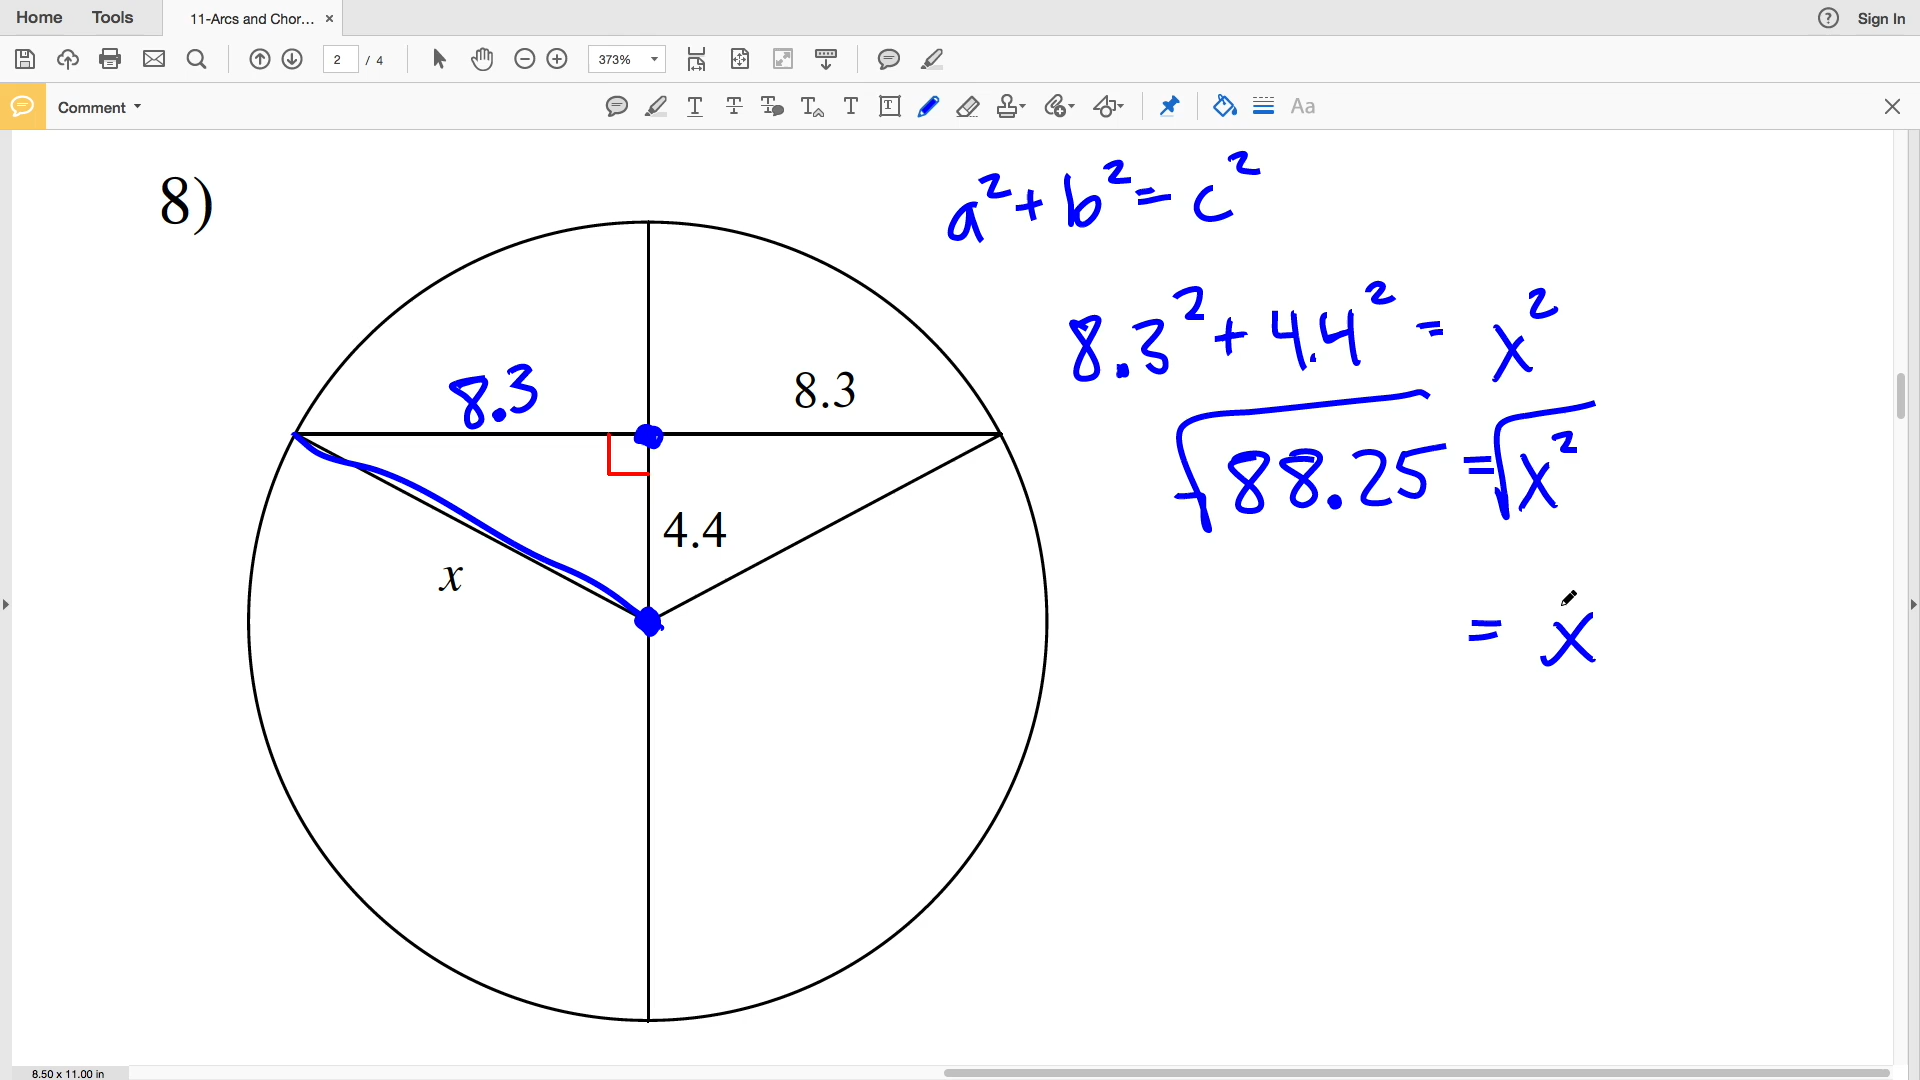 Home Tools 11-Arcs and Chor... × ? Sign In
2 / 4 373%
Comment T T T T T T Aa
8)
a² + b² = c²
8.3² + 4.4² = x²
8.3 8.3
√88.25 = √x²
4.4
x
= x
8.50 x 11.00 in